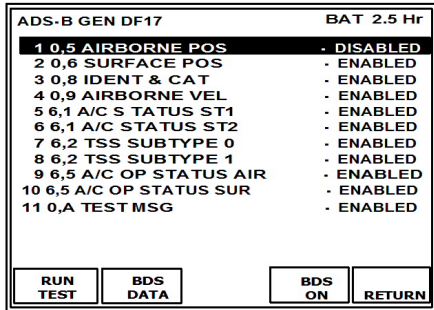 ADS-B GEN DF17 BAT 2.5 Hr
1 0,5 AIRBORNE POS - DISABLED
2 0,6 SURFACE POS - ENABLED
3 0,8 IDENT & CAT - ENABLED
4 0,9 AIRBORNE VEL - ENABLED
5 6,1 A/C S TATUS ST1 - ENABLED
6 6,1 A/C STATUS ST2 - ENABLED
7 6,2 TSS SUBTYPE 0 - ENABLED
8 6,2 TSS SUBTYPE 1 - ENABLED
9 6,5 A/C OP STATUS AIR - ENABLED
10 6,5 A/C OP STATUS SUR - ENABLED
11 0,A TEST MSG - ENABLED
RUN TEST
BDS DATA
BDS ON
RETURN